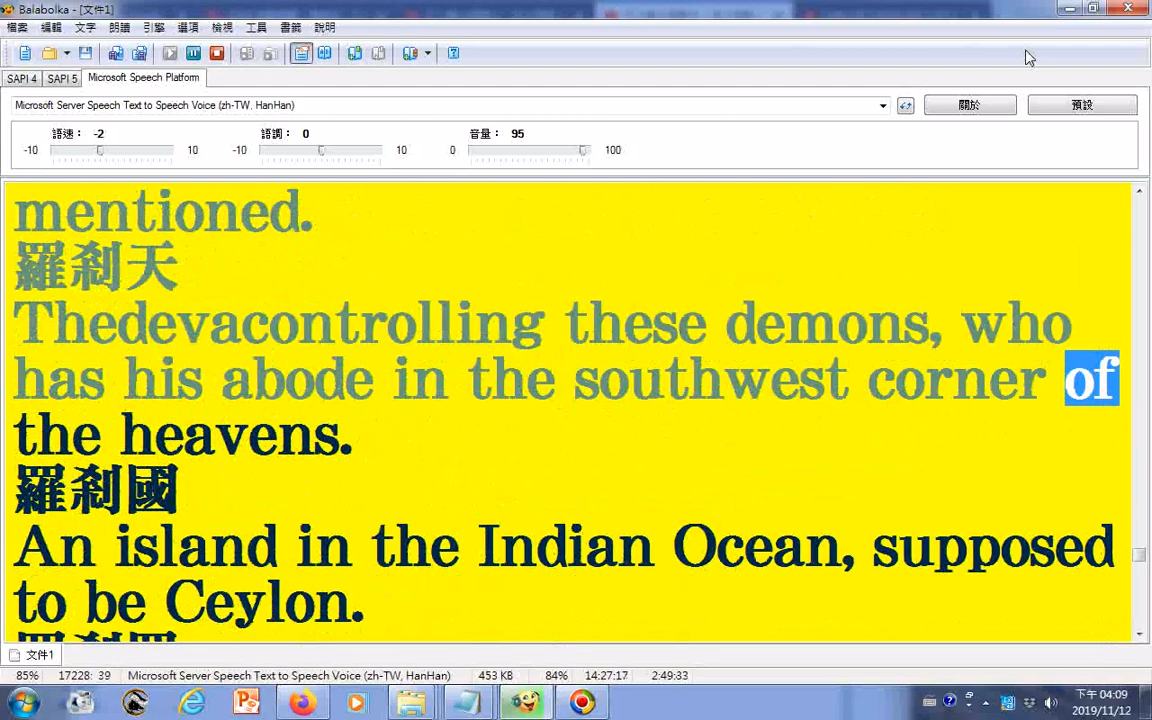 Balabolka - [文件1]
檔案 編輯 文字 朗讀 引擎 選項 檢視 工具 書籤 說明
SAPI 4 SAPI 5 Microsoft Speech Platform
Microsoft Server Speech Text to Speech Voice (zh-TW, HanHan) 關於 預設
語速： -2 語調： 0 音量： 95
-10 10 -10 10 0 100
mentioned.
羅剎天
Thedevacontrolling these demons, who
has his abode in the southwest corner of
the heavens.
羅剎國
An island in the Indian Ocean, supposed
to be Ceylon.
文件1
85% 17228: 39 Microsoft Server Speech Text to Speech Voice (zh-TW, HanHan) 453 KB 84% 14:27:17 2:49:33
下午 04:09
2019/11/12